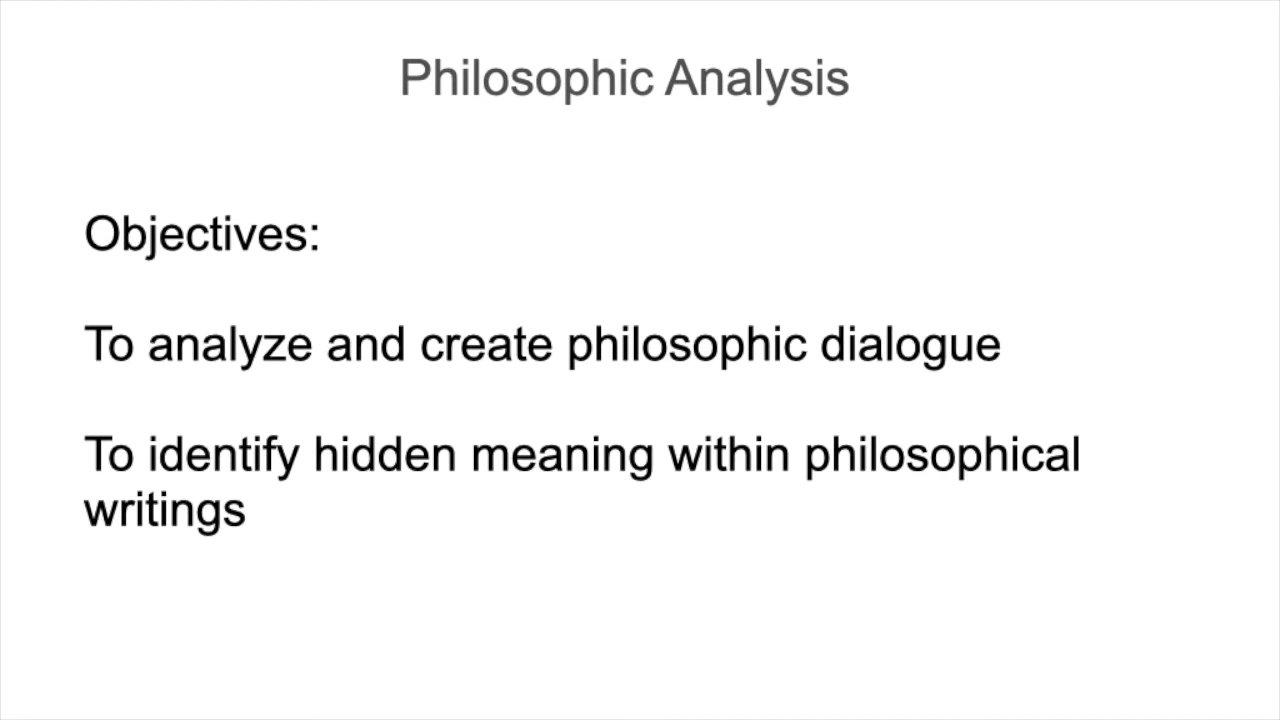 Philosophic Analysis
Objectives:
To analyze and create philosophic dialogue
To identify hidden meaning within philosophical
writings